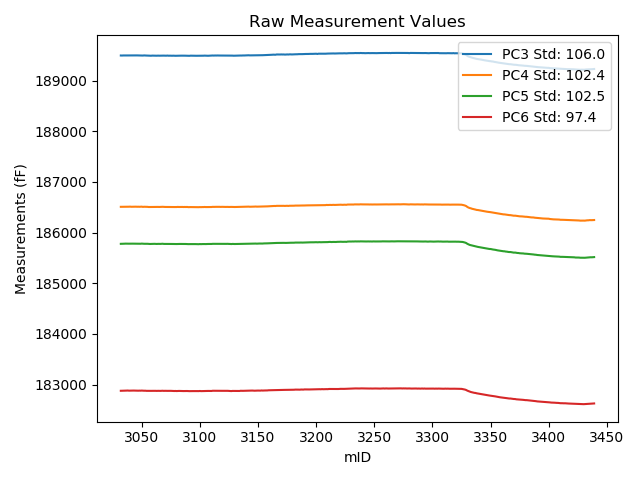 Raw Measurement Values
PC3 Std: 106.0
PC4 Std: 102.4
PC5 Std: 102.5
PC6 Std: 97.4
Measurements (fF)
189000
188000
187000
186000
185000
184000
183000
3050 3100 3150 3200 3250 3300 3350 3400 3450
mID